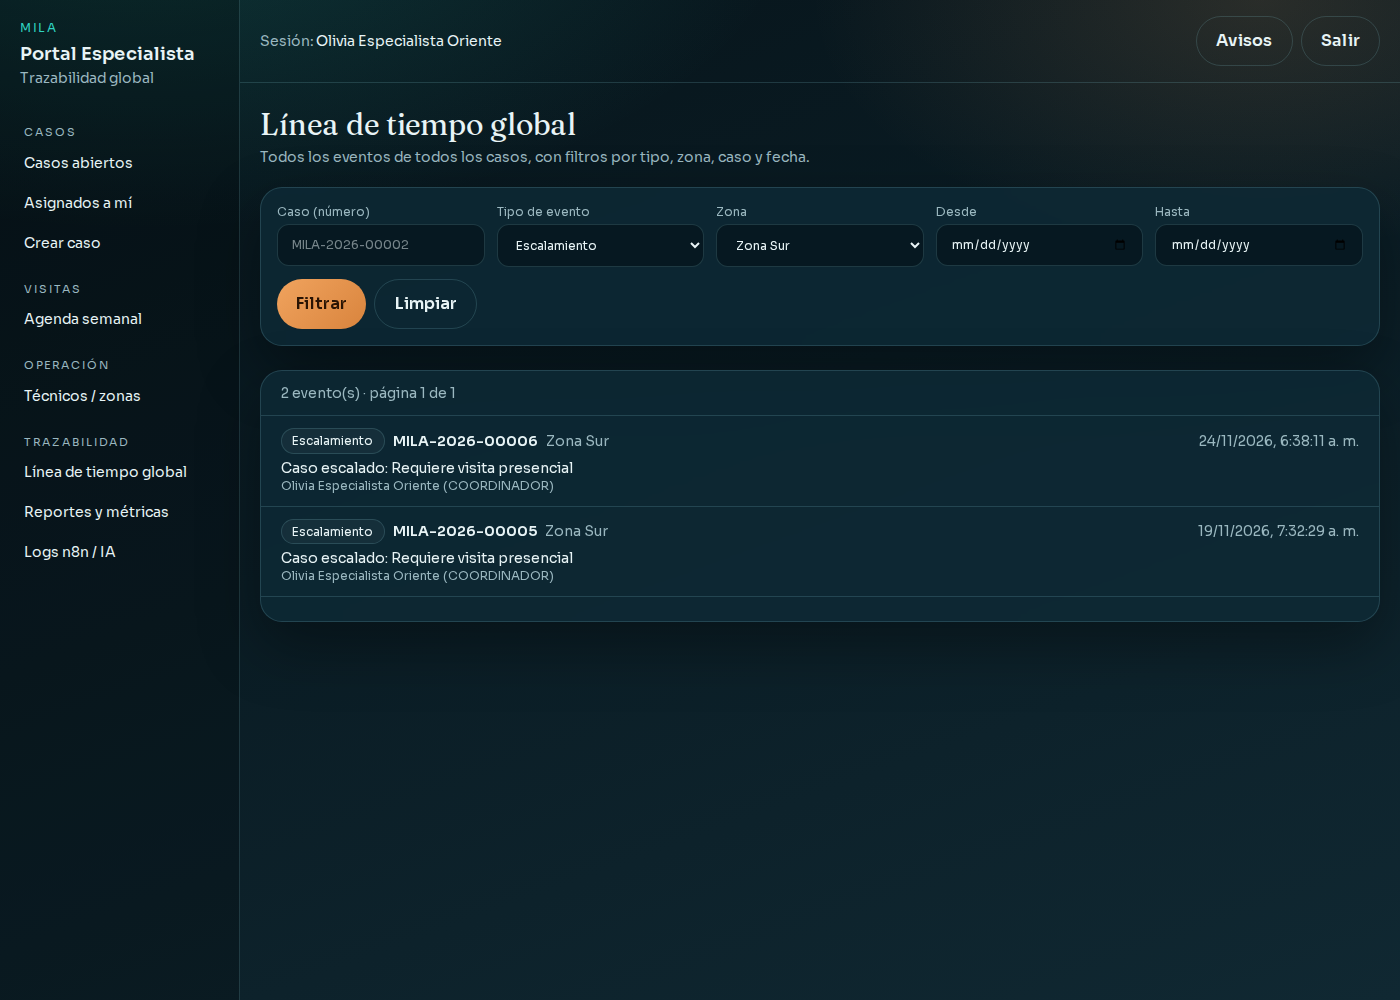 MILA
Portal Especialista
Trazabilidad global
CASOS
Casos abiertos
Asignados a mí
Crear caso
VISITAS
Agenda semanal
OPERACIÓN
Técnicos / zonas
TRAZABILIDAD
Línea de tiempo global
Reportes y métricas
Logs n8n / IA
Sesión: Olivia Especialista Oriente
Avisos
Salir
Línea de tiempo global
Todos los eventos de todos los casos, con filtros por tipo, zona, caso y fecha.
Caso (número)
Tipo de evento
Zona
Desde
Hasta
MILA-2026-00002
Escalamiento
Zona Sur
mm/dd/yyyy
mm/dd/yyyy
Filtrar
Limpiar
2 evento(s) · página 1 de 1
Escalamiento MILA-2026-00006 Zona Sur 24/11/2026, 6:38:11 a. m.
Caso escalado: Requiere visita presencial
Olivia Especialista Oriente (COORDINADOR)
Escalamiento MILA-2026-00005 Zona Sur 19/11/2026, 7:32:29 a. m.
Caso escalado: Requiere visita presencial
Olivia Especialista Oriente (COORDINADOR)